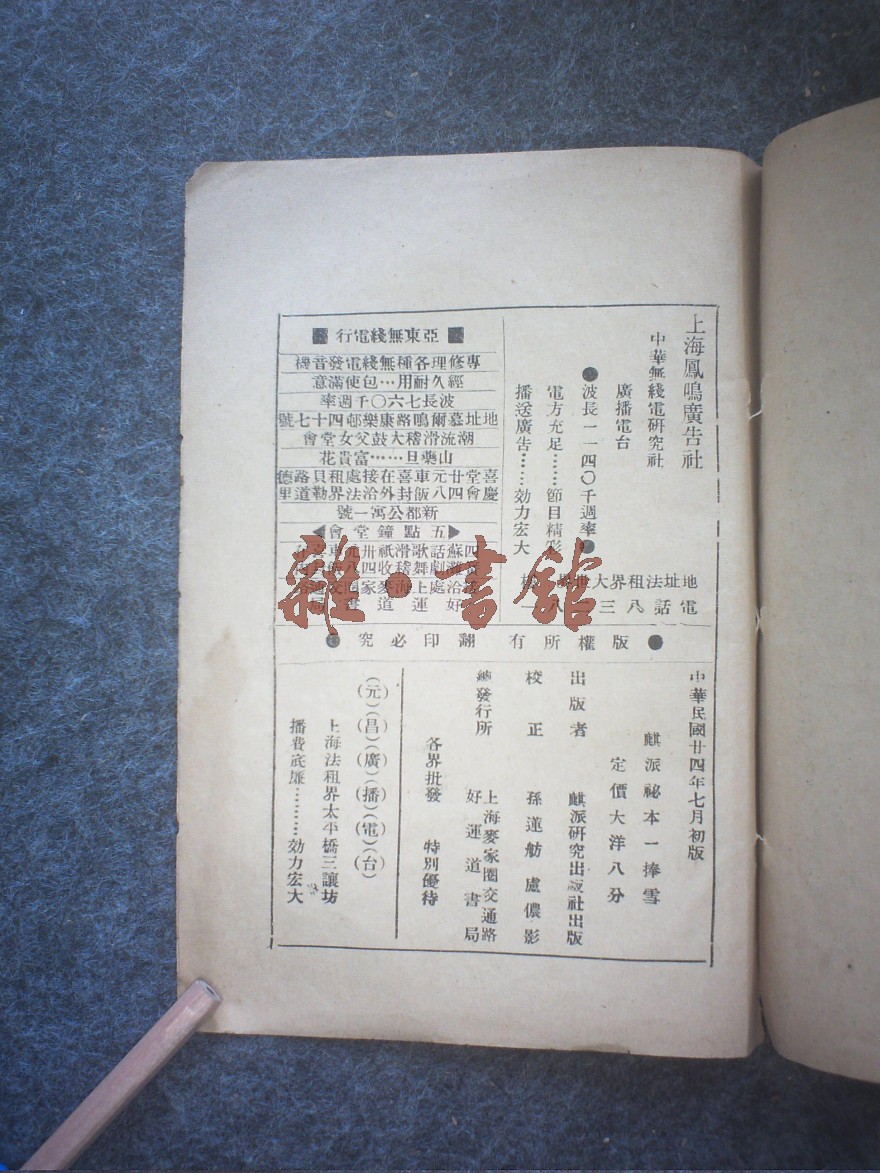 上海鳳鳴廣告社
中華無綫電研究社
廣播電台
●波長一一四〇千週率●
電方充足……節目精彩
播送廣告……効力宏大
地址法租界大世界
電話八三
■亞東無綫電行■
專修理各種無綫電發音機
經久耐用…包使滿意
波長七六〇千週率
地址慕爾鳴路康樂邨四十七號
潮流滑稽大鼓父女堂會
山藥旦……富貴花
喜堂廿元車喜在接處租貝路德
慶會四八飯封外洽法界勒道里
新都公寓一號
▶五點鐘堂會◀
好運道書局
雜·書館
●版權所有 翻印必究●
中華民國廿四年七月初版
麒派祕本一捧雪
定價大洋八分
出版者 麒派研究出版社出版
校正 孫蓮舫 盧儂影
總發行所 上海麥家圈交通路
好運道書局
各界批發 特別優待
(元)(昌)(廣)(播)(電)(台)
上海法租界太平橋三讓坊
播費底廉………効力宏大